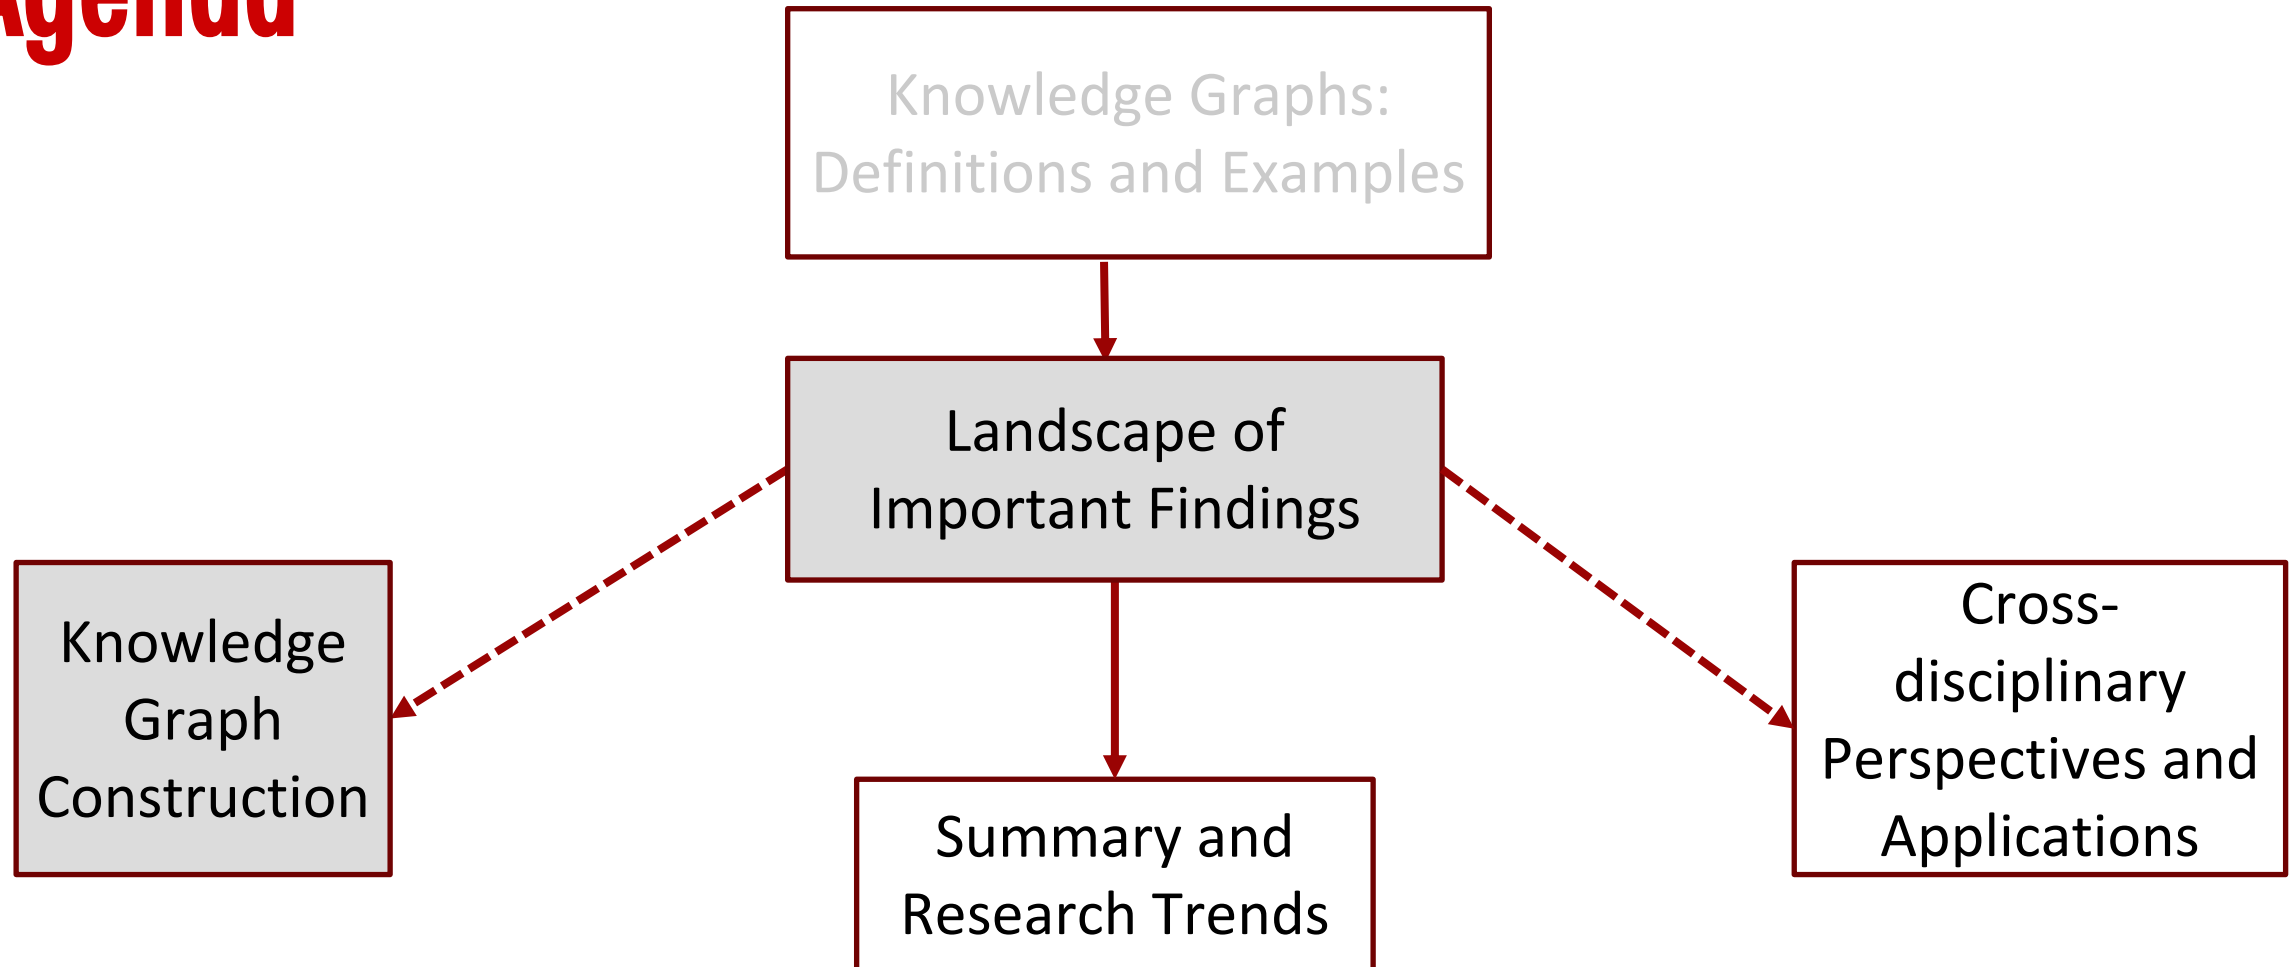 Agenda
Knowledge Graphs:
Definitions and Examples
Landscape of
Important Findings
Knowledge
Graph
Construction
Cross-
disciplinary
Perspectives and
Applications
Summary and
Research Trends